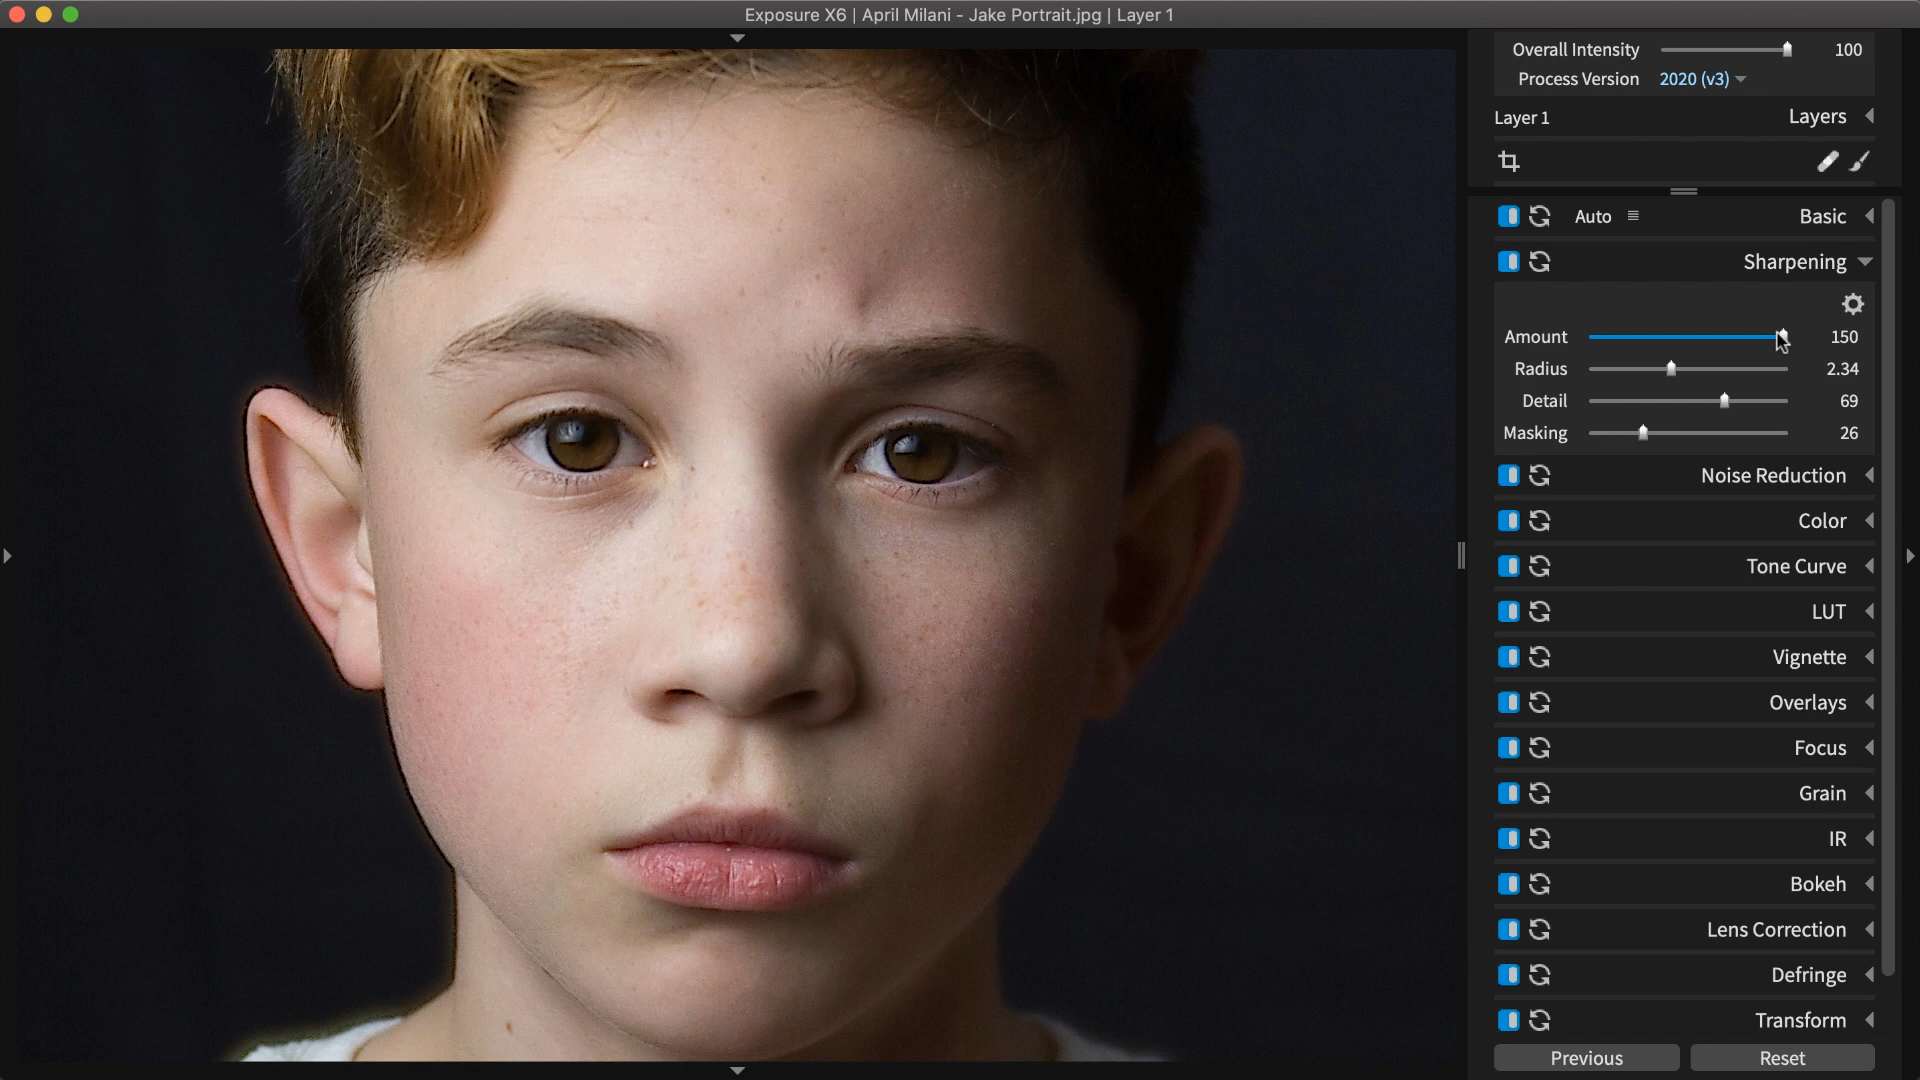 Exposure X6 | April Milani - Jake Portrait.jpg | Layer 1
Overall Intensity 100
Process Version 2020 (v3)
Layer 1 Layers
Auto Basic
Sharpening
Amount 150
Radius 2.34
Detail 69
Masking 26
Noise Reduction
Color
Tone Curve
LUT
Vignette
Overlays
Focus
Grain
IR
Bokeh
Lens Correction
Defringe
Transform
Previous Reset